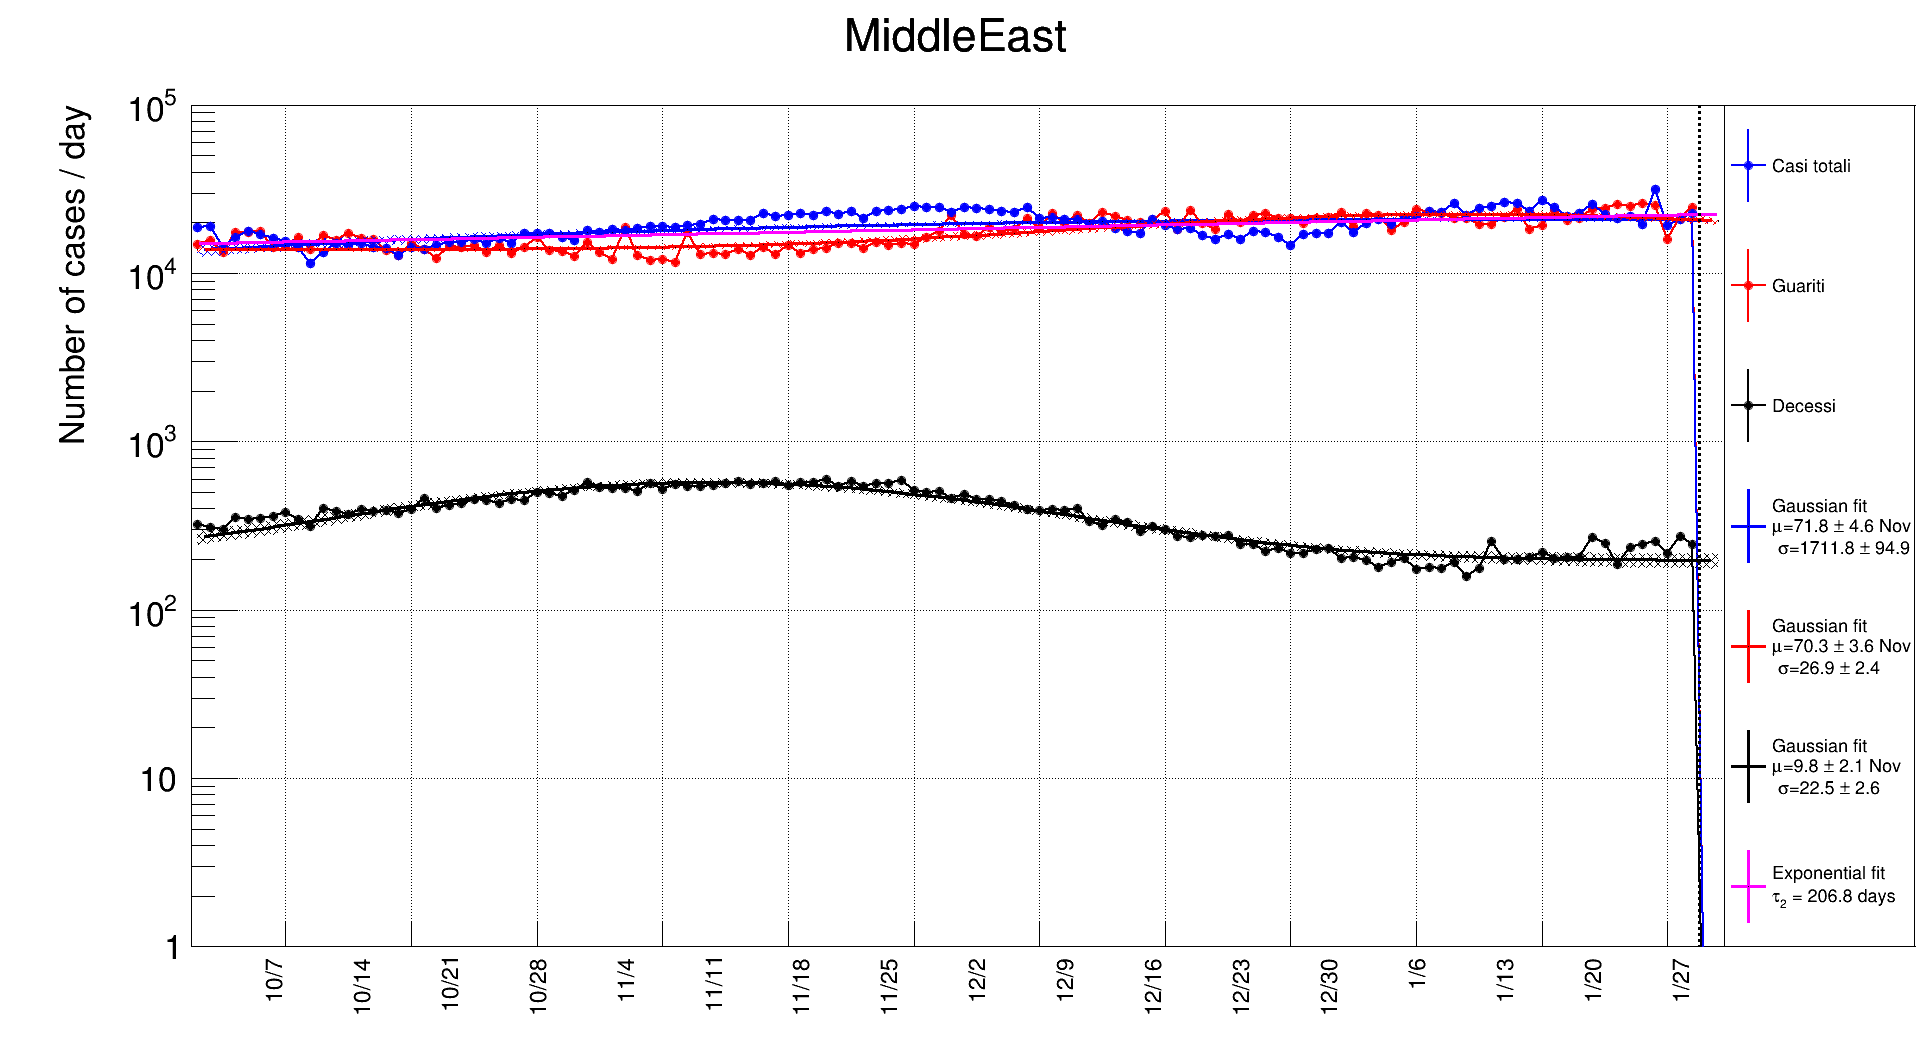 MiddleEast
Number of cases / day
10^5
10^4
10^3
10^2
10
1
10/7
10/14
10/21
10/28
11/4
11/11
11/18
11/25
12/2
12/9
12/16
12/23
12/30
1/6
1/13
1/20
1/27
Casi totali
Guariti
Decessi
Gaussian fit
μ=71.8 ± 4.6 Nov
σ=1711.8 ± 94.9
Gaussian fit
μ=70.3 ± 3.6 Nov
σ=26.9 ± 2.4
Gaussian fit
μ=9.8 ± 2.1 Nov
σ=22.5 ± 2.6
Exponential fit
τ₂ = 206.8 days